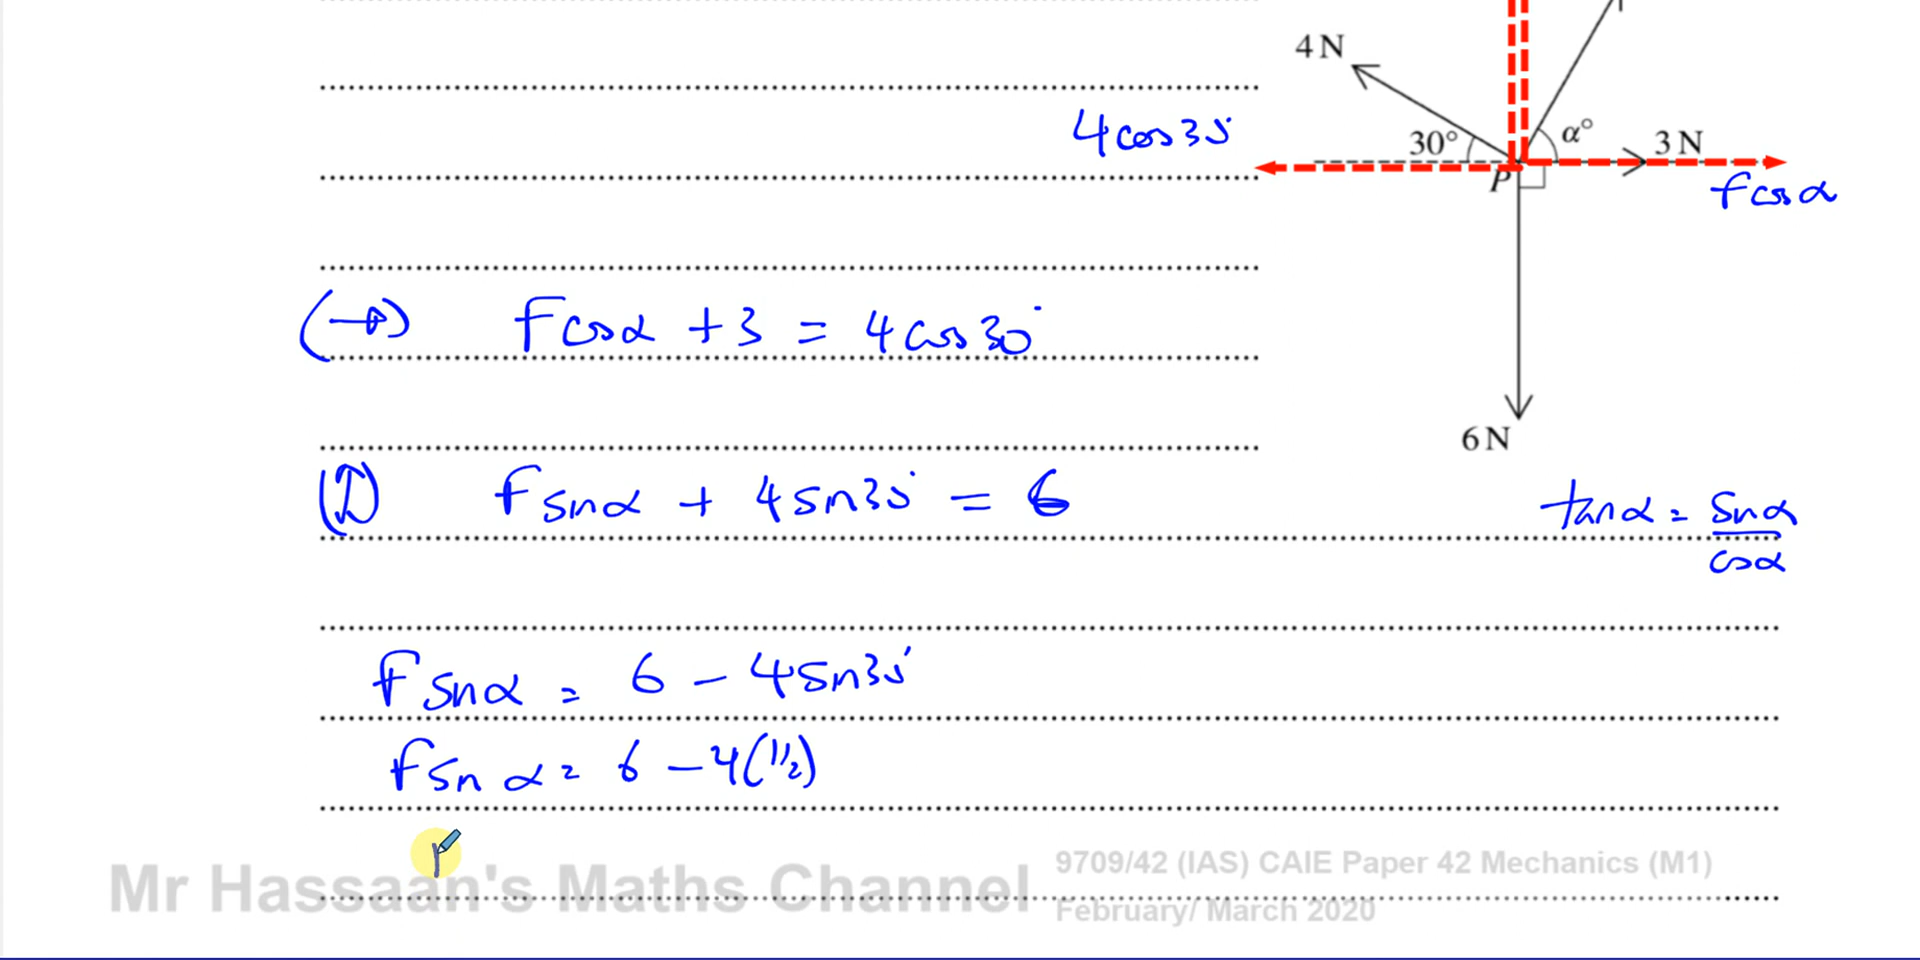 4 N
4cos30°
30°
α°
3 N
P
Fcosα
(→) Fcosα + 3 = 4cos30°
6 N
(↥) Fsinα + 4sin30° = 6
tanα = sinα
cosα
Fsinα = 6 - 4sin30°
Fsinα = 6 - 4(1/2)
Mr Hassaan's Maths Channel
9709/42 (IAS) CAIE Paper 42 Mechanics (M1)
February/ March 2020